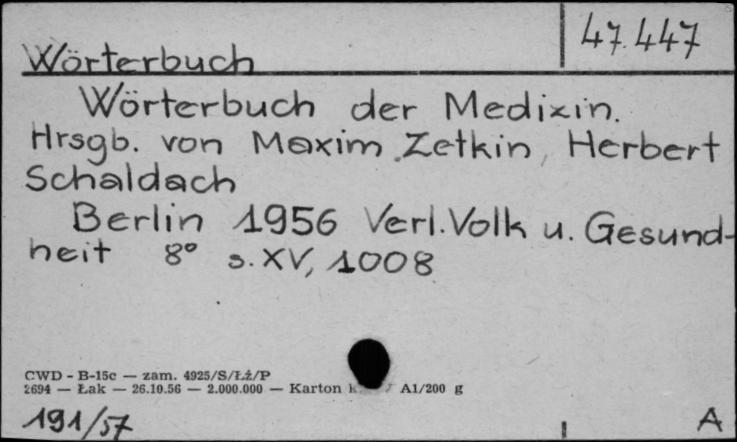 47.447
Wörterbuch
Wörterbuch der Medizin.
Hrsgb. von Maxim Zetkin, Herbert
Schaldach
Berlin 1956 Verl. Volk u. Gesund-
heit 8° s. XV, 1008
CWD - B-15c — zam. 4925/S/Łż/P
2694 — Łak — 26.10.56 — 2.000.000 — Karton A1/200 g
191/57 A